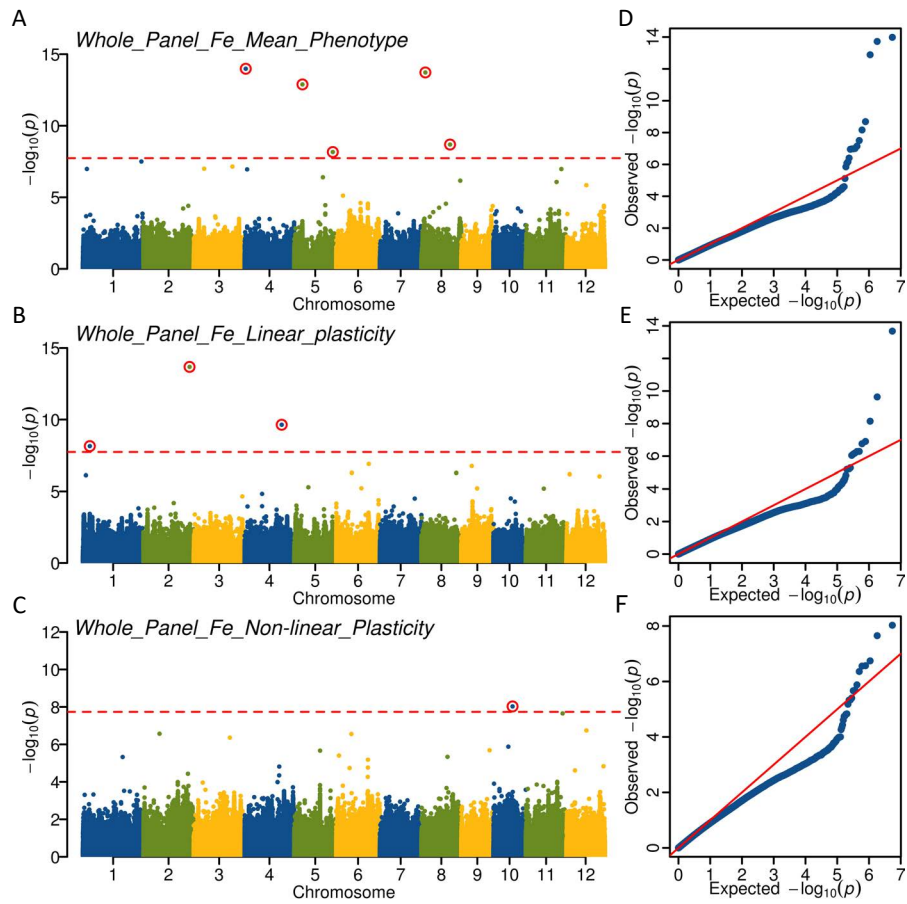 A
Whole_Panel_Fe_Mean_Phenotype
15
10
5
0
−log10(p)
1 2 3 4 5 6 7 8 9 10 11 12
Chromosome
D
14
10
8
6
4
2
0
Observed −log10(p)
0 1 2 3 4 5 6 7
Expected −log10(p)
B
Whole_Panel_Fe_Linear_plasticity
15
10
5
0
−log10(p)
1 2 3 4 5 6 7 8 9 10 11 12
Chromosome
E
14
10
8
6
4
2
0
Observed −log10(p)
0 1 2 3 4 5 6 7
Expected −log10(p)
C
Whole_Panel_Fe_Non-linear_Plasticity
12
10
8
6
4
2
0
−log10(p)
1 2 3 4 5 6 7 8 9 10 11 12
Chromosome
F
8
6
4
2
0
Observed −log10(p)
0 1 2 3 4 5 6 7
Expected −log10(p)